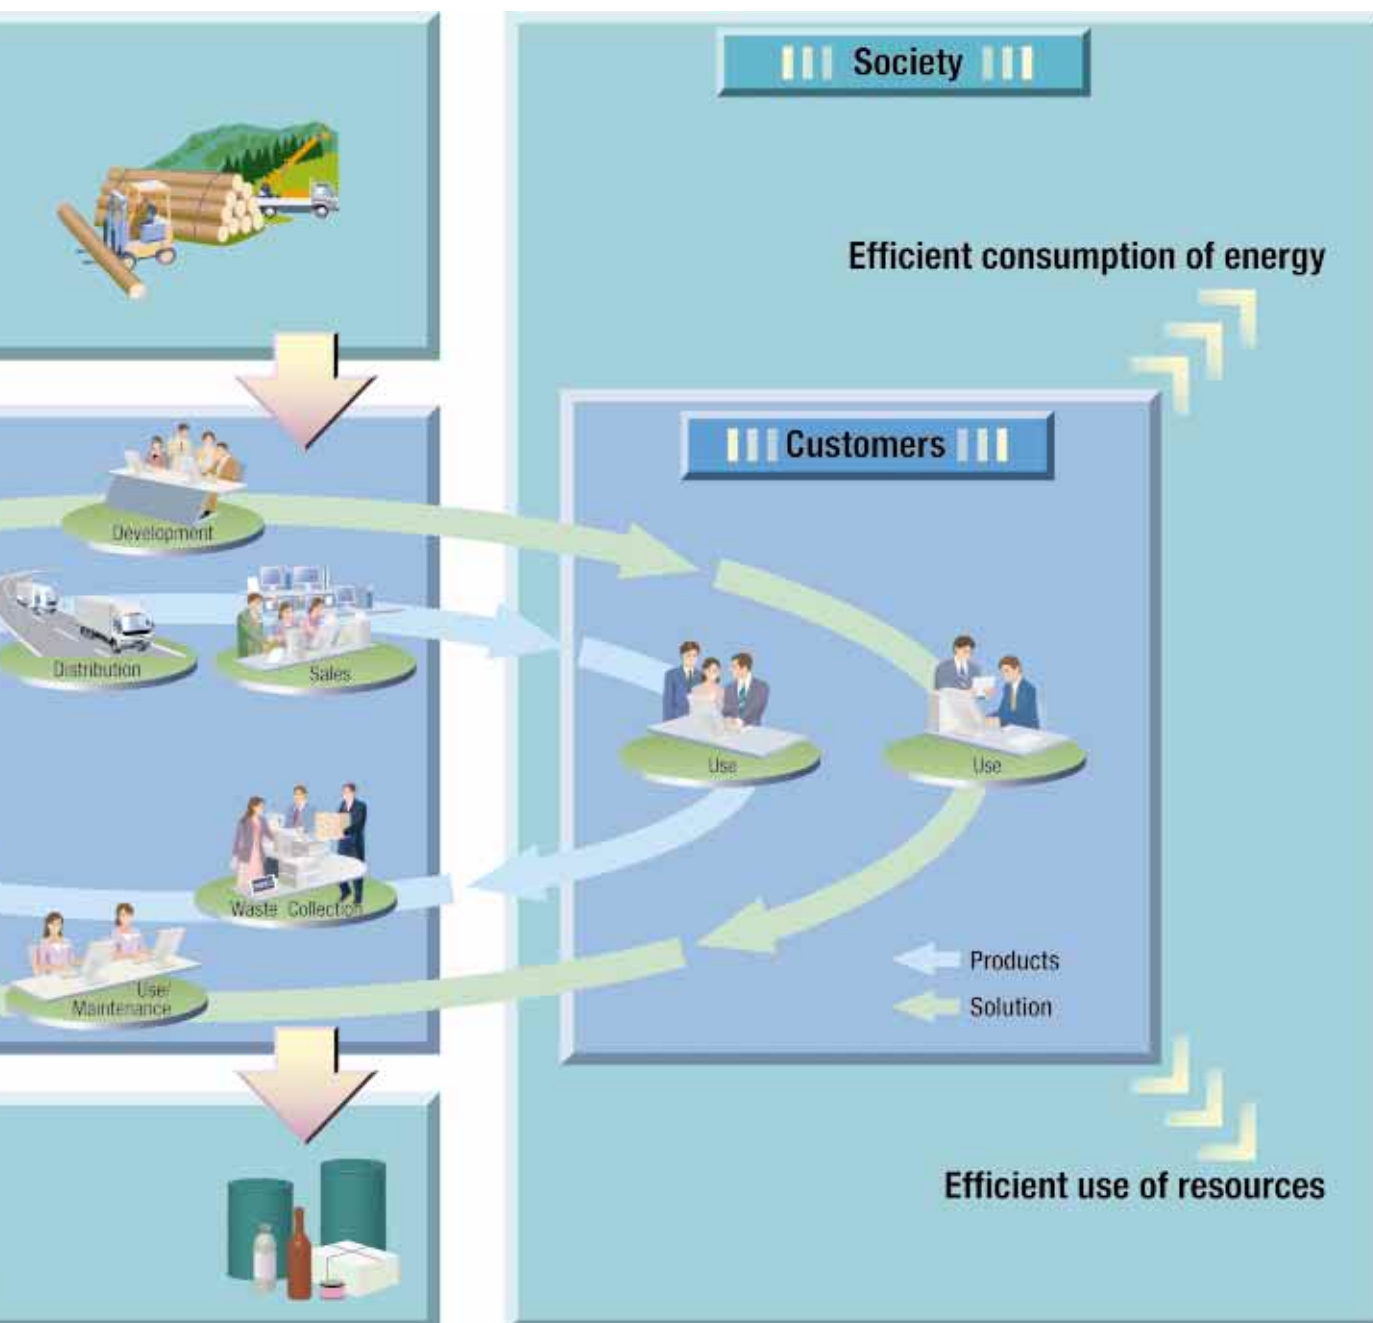 Society
Efficient consumption of energy
Customers
Development
Distribution
Sales
Use
Use
Waste Collection
Use/
Maintenance
Products
Solution
Efficient use of resources